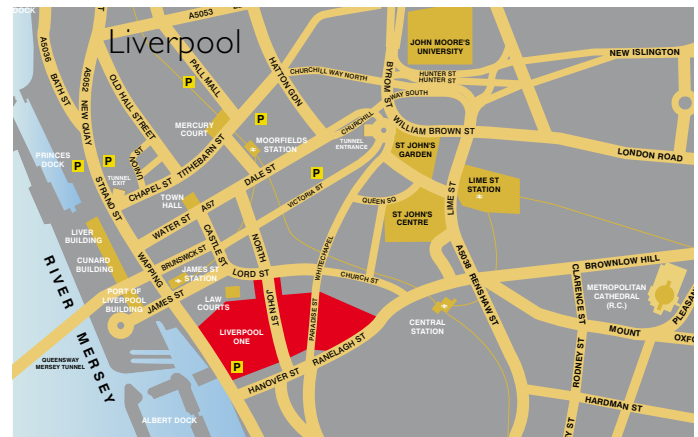 DOCK
A5053
A5036
BATH ST
A5052
NEW QUAY
Liverpool
PALL MALL
OLD HALL STREET
HATTON GDN
JOHN MOORE'S
UNIVERSITY
NEW ISLINGTON
CHURCHILL WAY NORTH
HUNTER ST
HUNTER ST
BYROM ST
WAY SOUTH
CHURCHILL
P
P
P
P
P
MERCURY
COURT
MOORFIELDS
STATION
TUNNEL
ENTRANCE
WILLIAM BROWN ST
ST JOHN'S
GARDEN
LONDON ROAD
PRINCES
DOCK
UNION
ST
TUNNEL
EXIT
CHAPEL ST
TITHEBARN ST
DALE ST
VICTORIA ST
LIME ST
STATION
LIME ST
QUEEN SQ
ST JOHN'S
CENTRE
STRAND ST
TOWN
HALL
WATER ST
A57
CASTLE ST
NORTH
JOHN ST
WHITECHAPEL
LIVER
BUILDING
CUNARD
BUILDING
BRUNSWICK ST
WAPPING
JAMES ST
STATION
LORD ST
CHURCH ST
A5038
RENSHAW ST
BROWNLOW HILL
CLARENCE ST
METROPOLITAN
CATHEDRAL
(R.C.)
PLEASAN
RIVER
MERSEY
PORT OF
LIVERPOOL
BUILDING
JAMES ST
LAW
COURTS
LIVERPOOL
ONE
PARADISE ST
CENTRAL
STATION
MOUNT
OXFO
QUEENSWAY
MERSEY TUNNEL
P
HANOVER ST
RANELAGH ST
RODNEY ST
ALBERT DOCK
HARDMAN ST
Y ST